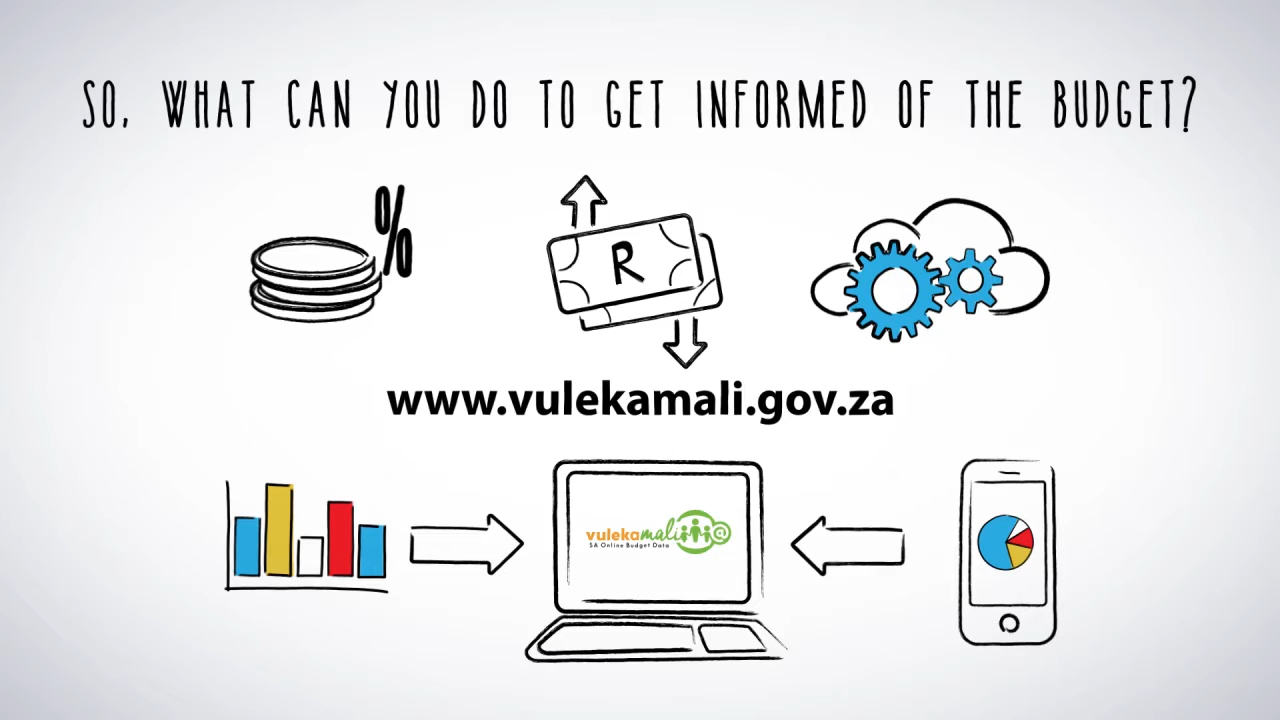 SO, WHAT CAN YOU DO TO GET INFORMED OF THE BUDGET?
%
R
www.vulekamali.gov.za
vulekamali
SA Online Budget Data